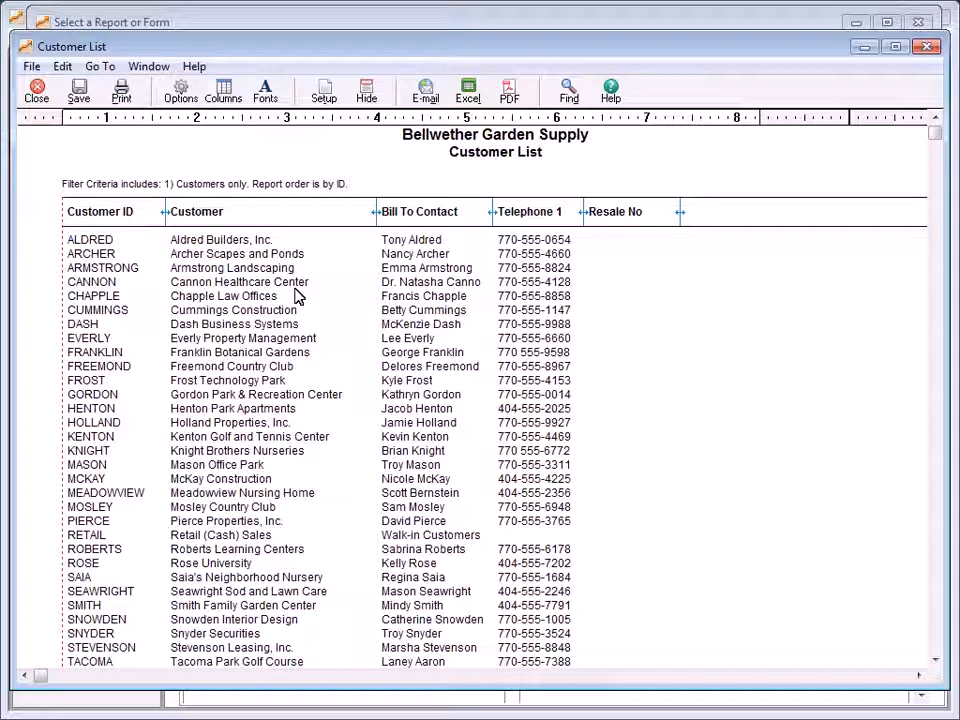 Select a Report or Form
Customer List
File Edit Go To Window Help
Close Save Print Options Columns Fonts Setup Hide E-mail Excel PDF Find Help
1 2 3 4 5 6 7 8
Bellwether Garden Supply
Customer List
Filter Criteria includes: 1) Customers only. Report order is by ID.
Customer ID Customer Bill To Contact Telephone 1 Resale No
ALDRED Aldred Builders, Inc. Tony Aldred 770-555-0654
ARCHER Archer Scapes and Ponds Nancy Archer 770-555-4660
ARMSTRONG Armstrong Landscaping Emma Armstrong 770-555-8824
CANNON Cannon Healthcare Center Dr. Natasha Canno 770-555-4128
CHAPPLE Chapple Law Offices Francis Chapple 770-555-8858
CUMMINGS Cummings Construction Betty Cummings 770-555-1147
DASH Dash Business Systems McKenzie Dash 770-555-9988
EVERLY Everly Property Management Lee Everly 770-555-6660
FRANKLIN Franklin Botanical Gardens George Franklin 770 555-9598
FREEMOND Freemond Country Club Delores Freemond 770-555-8967
FROST Frost Technology Park Kyle Frost 770-555-4153
GORDON Gordon Park & Recreation Center Kathryn Gordon 770-555-0014
HENTON Henton Park Apartments Jacob Henton 404-555-2025
HOLLAND Holland Properties, Inc. Jamie Holland 770-555-9927
KENTON Kenton Golf and Tennis Center Kevin Kenton 770-555-4469
KNIGHT Knight Brothers Nurseries Brian Knight 770 555-6772
MASON Mason Office Park Troy Mason 770-555-3311
MCKAY McKay Construction Nicole McKay 404-555-4225
MEADOWVIEW Meadowview Nursing Home Scott Bernstein 404-555-2356
MOSLEY Mosley Country Club Sam Mosley 770-555-6948
PIERCE Pierce Properties, Inc. David Pierce 770-555-3765
RETAIL Retail (Cash) Sales Walk-in Customers
ROBERTS Roberts Learning Centers Sabrina Roberts 770-555-6178
ROSE Rose University Kelly Rose 404-555-7202
SAIA Saia's Neighborhood Nursery Regina Saia 770-555-1684
SEAWRIGHT Seawright Sod and Lawn Care Mason Seawright 404-555-2246
SMITH Smith Family Garden Center Mindy Smith 404-555-7791
SNOWDEN Snowden Interior Design Catherine Snowden 770-555-1005
SNYDER Snyder Securities Troy Snyder 770-555-3524
STEVENSON Stevenson Leasing, Inc. Marsha Stevenson 770-555-8848
TACOMA Tacoma Park Golf Course Laney Aaron 770-555-7388